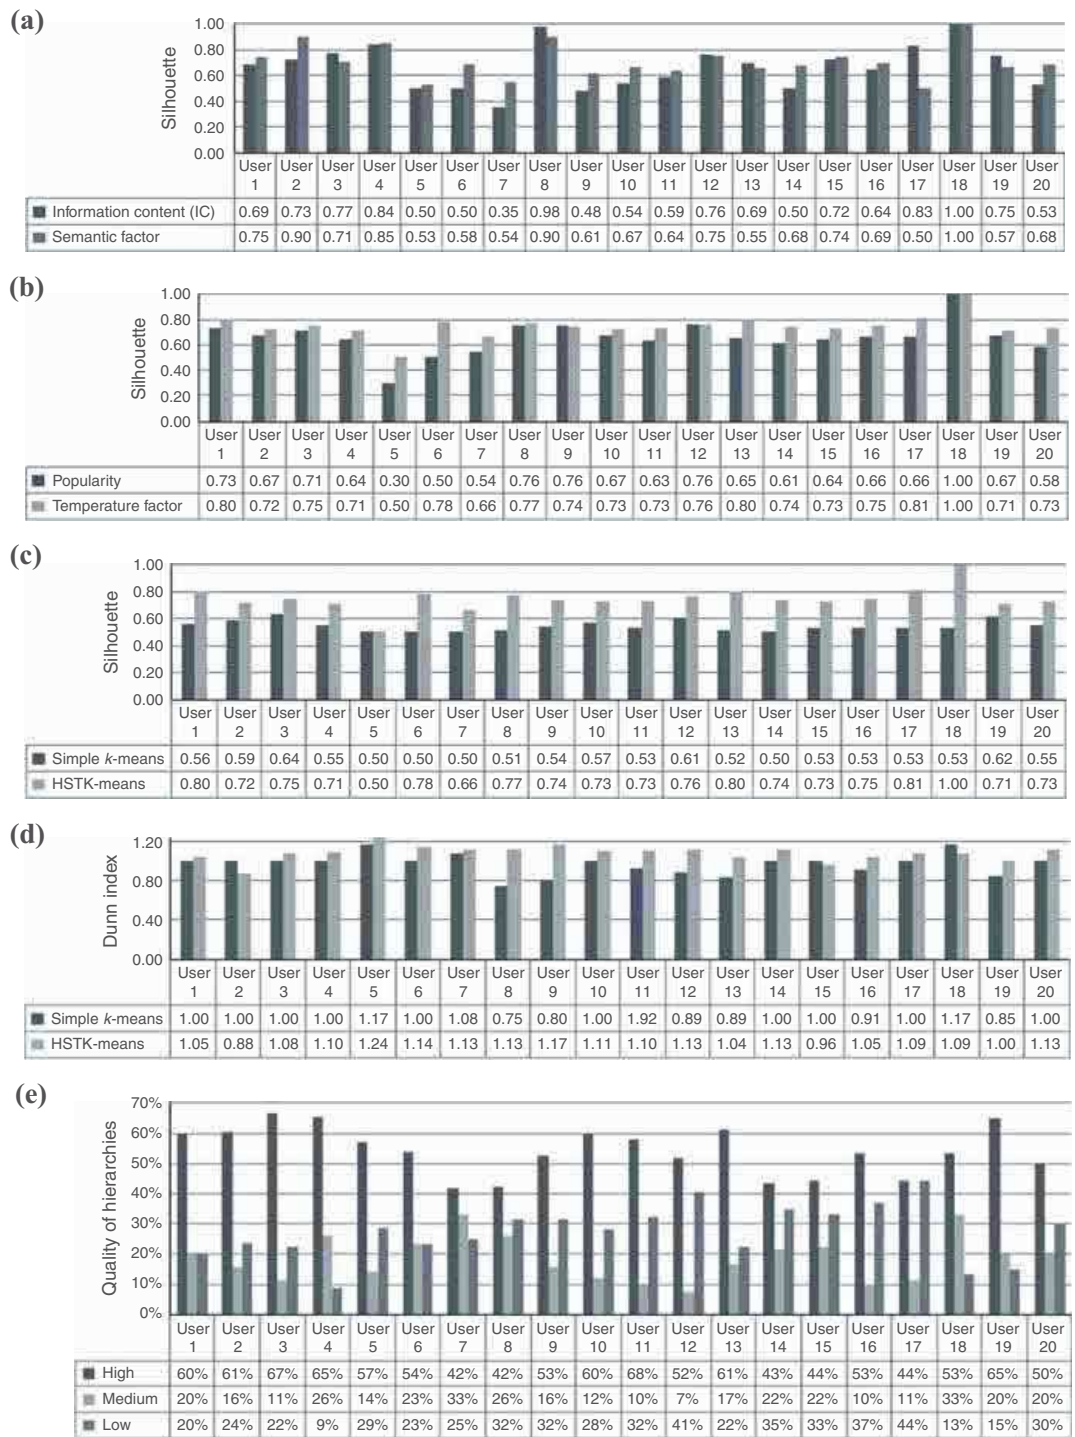 (a)
Silhouette
1.00
0.80
0.60
0.40
0.20
0.00
User User User User User User User User User User User User User User User User User User User User
1 2 3 4 5 6 7 8 9 10 11 12 13 14 15 16 17 18 19 20
Information content (IC) 0.69 0.73 0.77 0.84 0.50 0.50 0.35 0.98 0.48 0.54 0.59 0.76 0.69 0.50 0.72 0.64 0.83 1.00 0.75 0.53
Semantic factor 0.75 0.90 0.71 0.85 0.53 0.58 0.54 0.90 0.61 0.67 0.64 0.75 0.55 0.68 0.74 0.69 0.50 1.00 0.57 0.68
(b)
Silhouette
1.00
0.80
0.60
0.40
0.20
0.00
User User User User User User User User User User User User User User User User User User User User
1 2 3 4 5 6 7 8 9 10 11 12 13 14 15 16 17 18 19 20
Popularity 0.73 0.67 0.71 0.64 0.30 0.50 0.54 0.76 0.76 0.67 0.63 0.76 0.65 0.61 0.64 0.66 0.66 1.00 0.67 0.58
Temperature factor 0.80 0.72 0.75 0.71 0.50 0.78 0.66 0.77 0.74 0.73 0.73 0.76 0.80 0.74 0.73 0.75 0.81 1.00 0.71 0.73
(c)
Silhouette
1.00
0.80
0.60
0.40
0.20
0.00
User User User User User User User User User User User User User User User User User User User User
1 2 3 4 5 6 7 8 9 10 11 12 13 14 15 16 17 18 19 20
Simple k-means 0.56 0.59 0.64 0.55 0.50 0.50 0.50 0.51 0.54 0.57 0.53 0.61 0.52 0.50 0.53 0.53 0.53 0.53 0.62 0.55
HSTK-means 0.80 0.72 0.75 0.71 0.50 0.78 0.66 0.77 0.74 0.73 0.73 0.76 0.80 0.74 0.73 0.75 0.81 1.00 0.71 0.73
(d)
Dunn index
1.20
0.80
0.40
0.00
User User User User User User User User User User User User User User User User User User User User
1 2 3 4 5 6 7 8 9 10 11 12 13 14 15 16 17 18 19 20
Simple k-means 1.00 1.00 1.00 1.00 1.17 1.00 1.08 0.75 0.80 1.00 1.92 0.89 0.89 1.00 1.00 0.91 1.00 1.17 0.85 1.00
HSTK-means 1.05 0.88 1.08 1.10 1.24 1.14 1.13 1.13 1.17 1.11 1.10 1.13 1.04 1.13 0.96 1.05 1.09 1.09 1.00 1.13
(e)
Quality of hierarchies
70%
60%
50%
40%
30%
20%
10%
0%
User User User User User User User User User User User User User User User User User User User User
1 2 3 4 5 6 7 8 9 10 11 12 13 14 15 16 17 18 19 20
High 60% 61% 67% 65% 57% 54% 42% 42% 53% 60% 68% 52% 61% 43% 44% 53% 44% 53% 65% 50%
Medium 20% 16% 11% 26% 14% 23% 33% 26% 16% 12% 10% 7% 17% 22% 22% 10% 11% 33% 20% 20%
Low 20% 24% 22% 9% 29% 23% 25% 32% 32% 28% 32% 41% 22% 35% 33% 37% 44% 13% 15% 30%